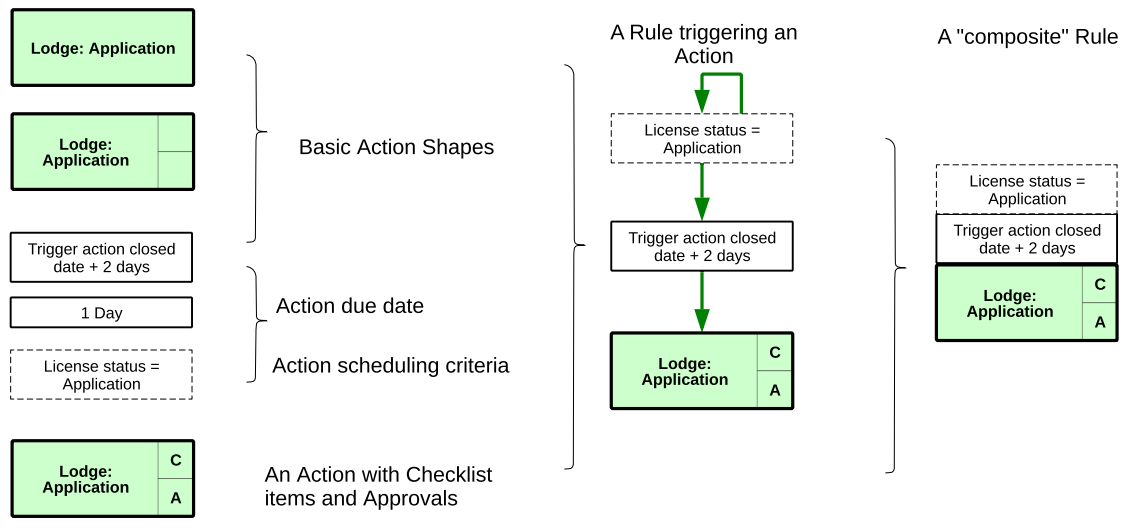 Lodge: Application
Lodge:
Application
Trigger action closed
date + 2 days
1 Day
License status =
Application
Lodge:
Application
C
A
Basic Action Shapes
Action due date
Action scheduling criteria
An Action with Checklist
items and Approvals
A Rule triggering an
Action
License status =
Application
Trigger action closed
date + 2 days
Lodge:
Application
C
A
A "composite" Rule
License status =
Application
Trigger action closed
date + 2 days
Lodge:
Application
C
A